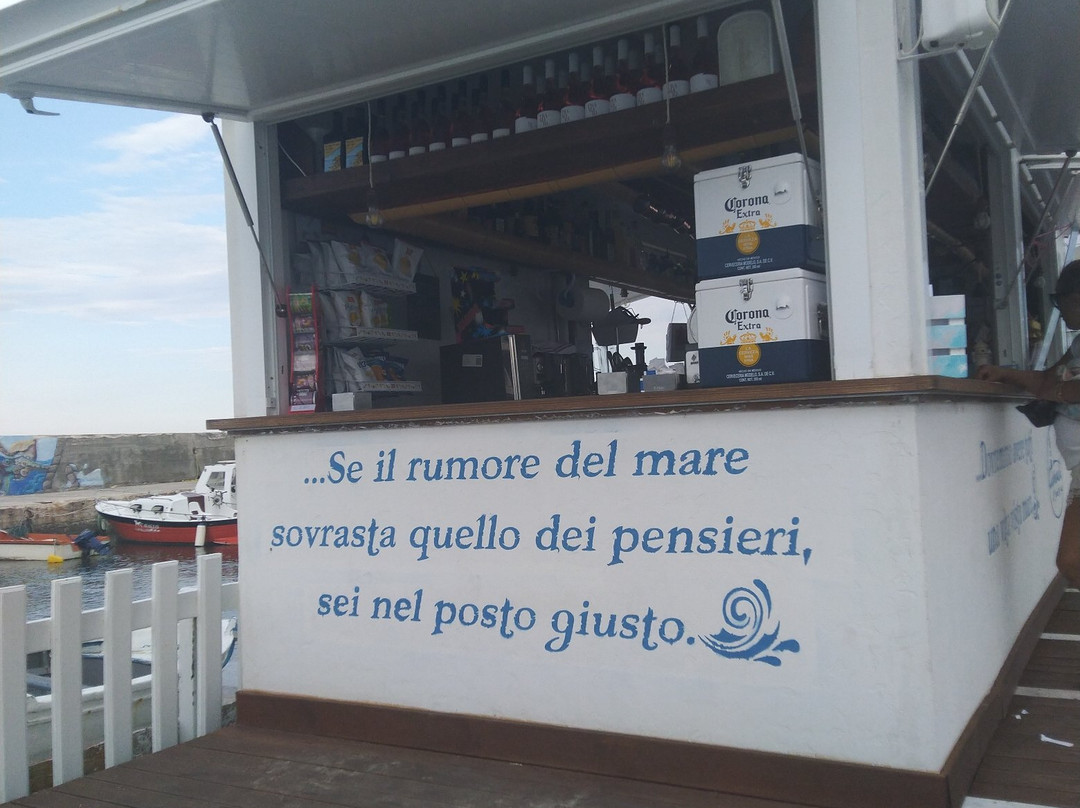 Corona
Extra
Corona
Extra
...Se il rumore del mare
sovrasta quello dei pensieri,
sei nel posto giusto.